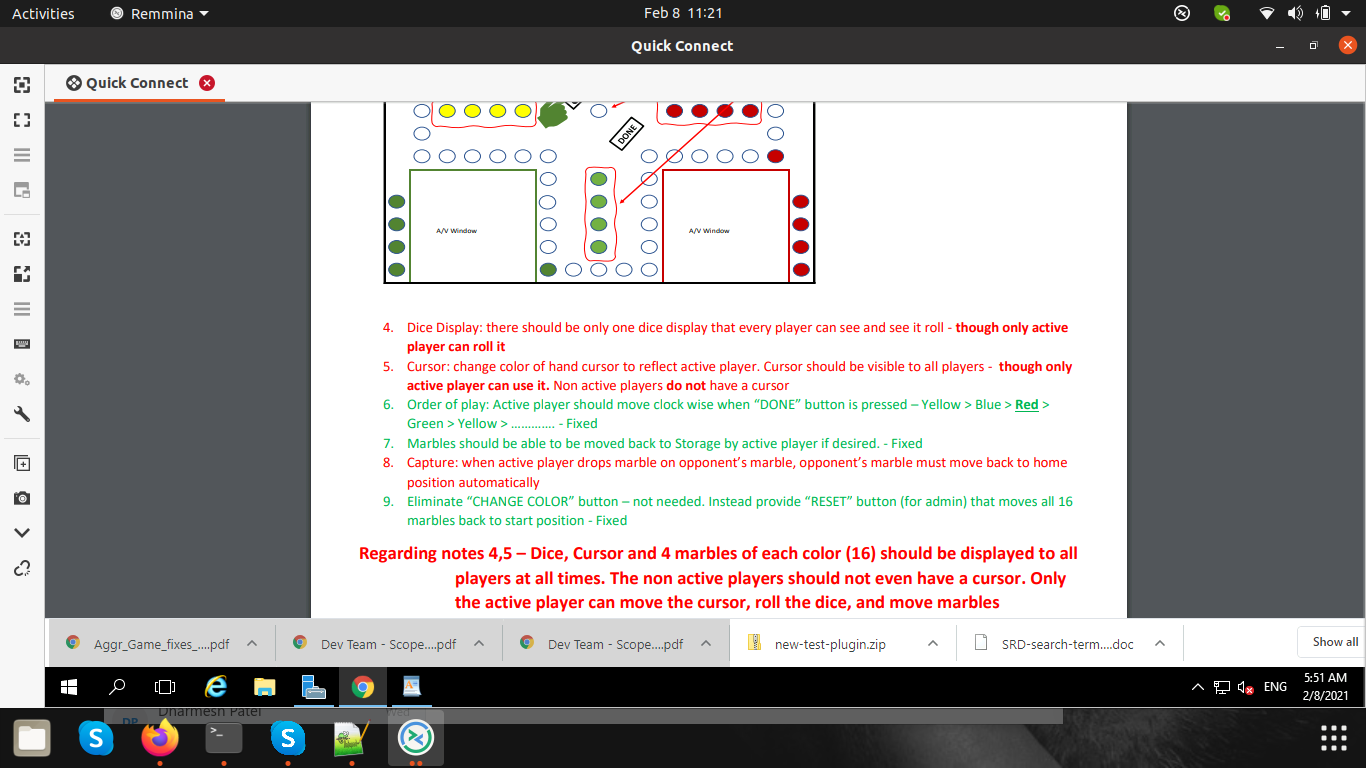 Activities
Remmina
Feb 8 11:21
Quick Connect
Quick Connect
DONE
A/V Window
A/V Window
4. Dice Display: there should be only one dice display that every player can see and see it roll - though only active
player can roll it
5. Cursor: change color of hand cursor to reflect active player. Cursor should be visible to all players - though only
active player can use it. Non active players do not have a cursor
6. Order of play: Active player should move clock wise when “DONE” button is pressed – Yellow > Blue > Red >
Green > Yellow > …………. - Fixed
7. Marbles should be able to be moved back to Storage by active player if desired. - Fixed
8. Capture: when active player drops marble on opponent’s marble, opponent’s marble must move back to home
position automatically
9. Eliminate “CHANGE COLOR” button – not needed. Instead provide “RESET” button (for admin) that moves all 16
marbles back to start position - Fixed
Regarding notes 4,5 – Dice, Cursor and 4 marbles of each color (16) should be displayed to all
players at all times. The non active players should not even have a cursor. Only
the active player can move the cursor, roll the dice, and move marbles
Aggr_Game_fixes_....pdf
Dev Team - Scope....pdf
Dev Team - Scope....pdf
new-test-plugin.zip
SRD-search-term....doc
Show all
ENG
5:51 AM
2/8/2021
DP
Dharmesh Patel